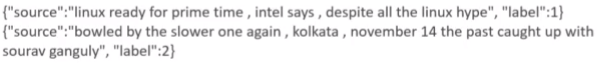 {"source":"linux ready for prime time , intel says , despite all the linux hype", "label":1}
{"source":"bowled by the slower one again , kolkata , november 14 the past caught up with
sourav ganguly", "label":2}